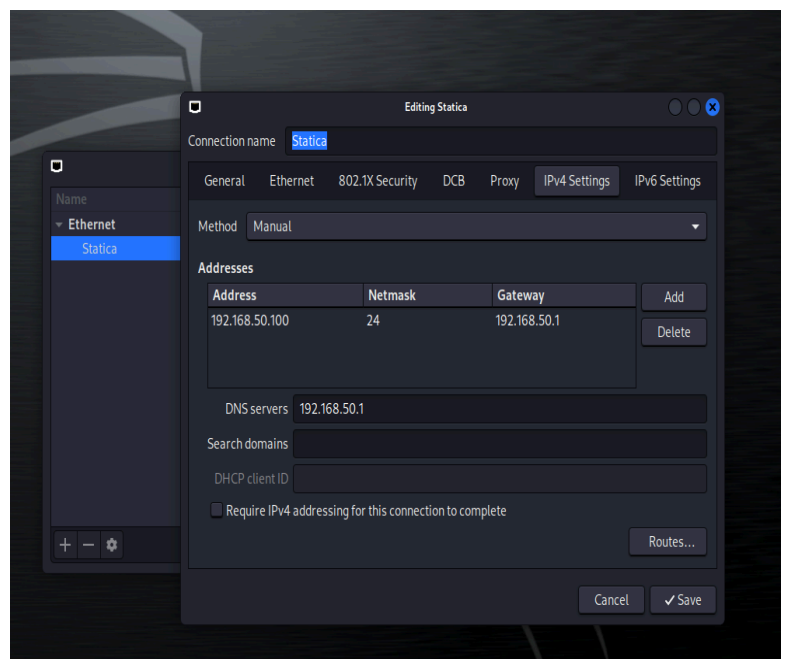 Editing Statica
Connection name Statica
General Ethernet 802.1X Security DCB Proxy IPv4 Settings IPv6 Settings
Name
Ethernet
Statica
Method Manual
Addresses
Address Netmask Gateway
192.168.50.100 24 192.168.50.1
Add
Delete
DNS servers 192.168.50.1
Search domains
DHCP client ID
Require IPv4 addressing for this connection to complete
Routes...
Cancel Save